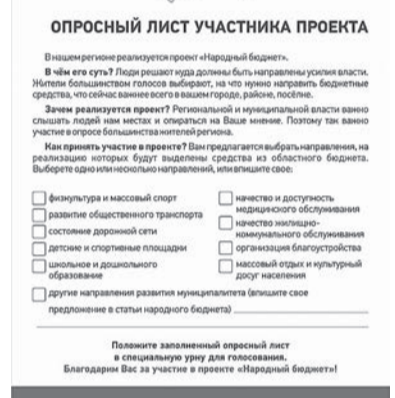 ОПРОСНЫЙ ЛИСТ УЧАСТНИКА ПРОЕКТА
В нашем регионе реализуется проект «Народный бюджет».
В чём его суть? Люди решают куда должны быть направлены усилия власти.
Жители большинством голосов выбирают, на что нужно направить бюджетные
средства, что сейчас важнее всего в вашем городе, районе, посёлке.
Зачем реализуется проект? Региональной и муниципальной власти важно
слышать людей нам местах и опираться на Ваше мнение. Поэтому так важно
участие в опросе большинства жителей региона.
Как принять участие в проекте? Вам предлагается выбрать направления, на
реализацию которых будут выделены средства из областного бюджета.
Выберете одно или несколько направлений, или впишите свое:
физкультура и массовый спорт
развитие общественного транспорта
состояние дорожной сети
детские и спортивные площадки
школьное и дошкольного
образование
качество и доступность
медицинского обслуживания
качество жилищно-
коммунального обслуживания
организация благоустройства
массовый отдых и культурный
досуг населения
другие направления развития муниципалитета (впишите свое
предложение в статьи народного бюджета)
Положите заполненный опросный лист
в специальную урну для голосования.
Благодарим Вас за участие в проекте «Народный бюджет»!